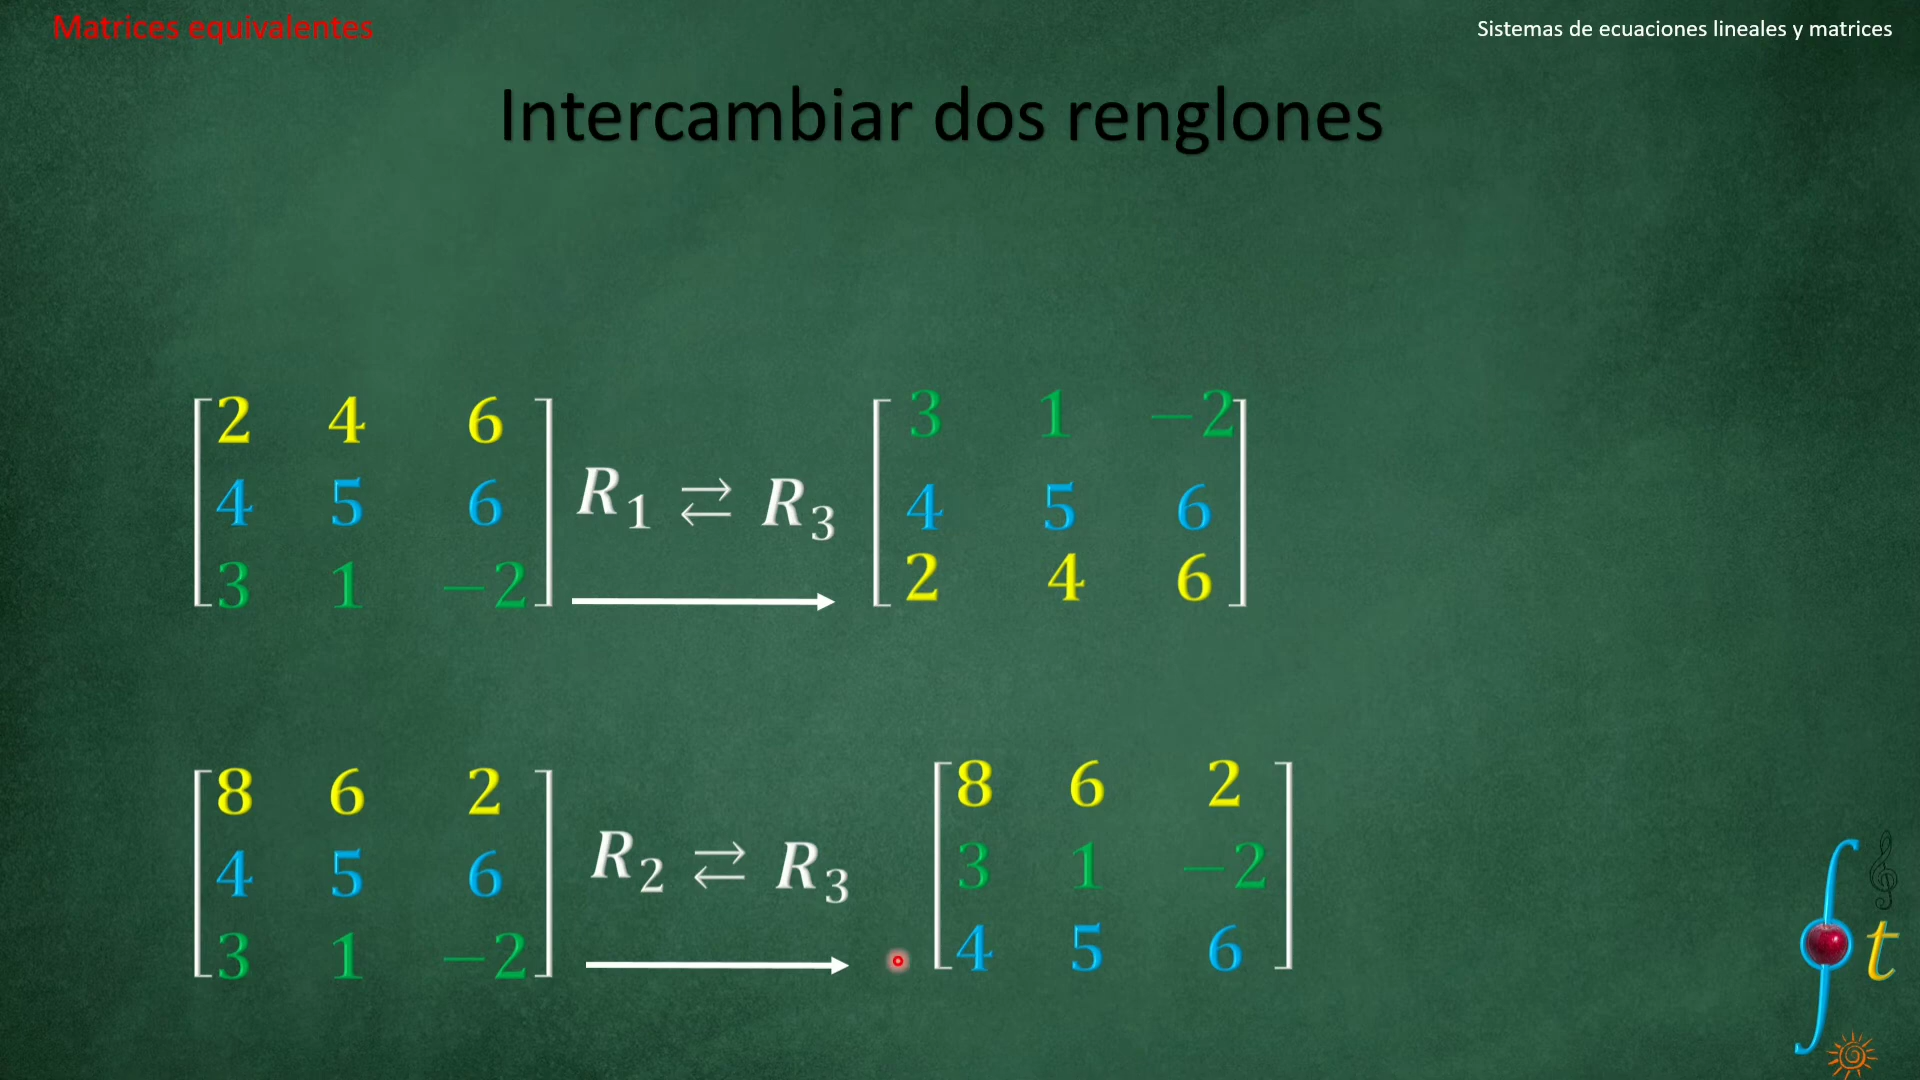 Matrices equivalentes
Sistemas de ecuaciones lineales y matrices
Intercambiar dos renglones
2 4 6
4 5 6
3 1 −2
R1 ⇄ R3
3 1 −2
4 5 6
2 4 6
8 6 2
4 5 6
3 1 −2
R2 ⇄ R3
8 6 2
3 1 −2
4 5 6
t